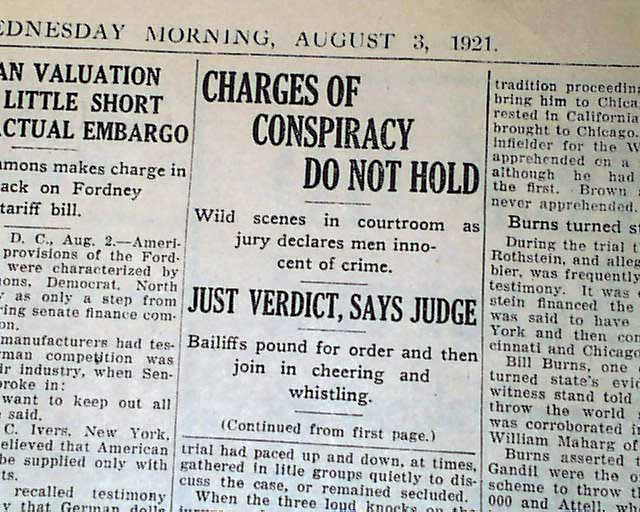 EDNESDAY MORNING, AUGUST 3, 1921.
AN VALUATION
LITTLE SHORT
ACTUAL EMBARGO
mons makes charge in
ack on Fordney
tariff bill.
D. C., Aug. 2.—Ameri-
provisions of the Ford-
were characterized by
ons, Democrat, North
y as only a step from
ring senate finance com-
on.
manufacturers had tes-
rman competition was
ir industry, when Sen-
broke in:
want to keep out all
said.
C. Ivers, New York,
elieved that American
be supplied only with
ts.
recalled testimony
y that German dolls
CHARGES OF
CONSPIRACY
DO NOT HOLD
Wild scenes in courtroom as
jury declares men inno-
cent of crime.
JUST VERDICT, SAYS JUDGE
Bailiffs pound for order and then
join in cheering and
whistling.
(Continued from first page.)
trial had paced up and down, at times,
gathered in litle groups quietly to dis-
cuss the case, or remained secluded.
When the three loud knocks on the
tradition proceeding
bring him to Chica
rested in California
brought to Chicago.
infielder for the W
apprehended on a
although he had
the first. Brown
never apprehended.
Burns turned st
During the trial t
Rothstein, and alleg
bler, was frequently
testimony. It was
stein financed the
was said to have
York and then con
cinnati and Chicago
Bill Burns, one
turned state's evi
witness stand told
throw the world
was corroborated in
William Maharg of
Burns asserted
Gandil were the o
scheme to throw t
000 and Attell, wh